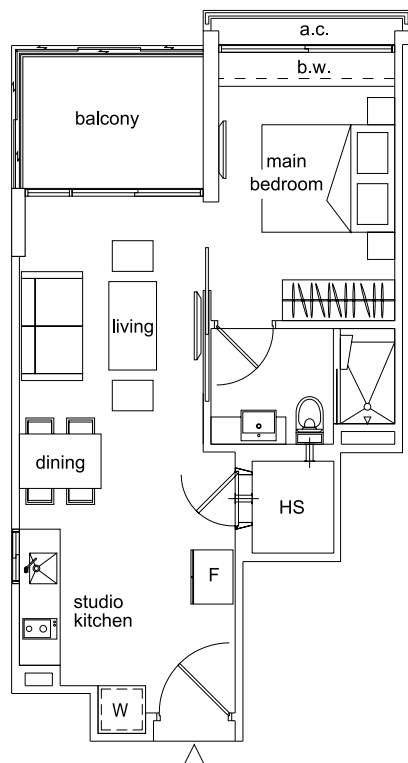 a.c.
b.w.
balcony
main
bedroom
living
dining
HS
F
studio
kitchen
W